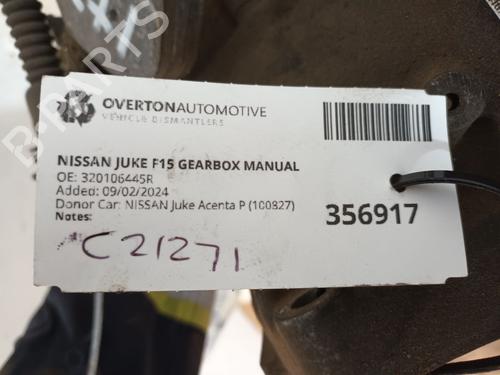 OVERTONAUTOMOTIVE
VEHICLE DISMANTLERS
NISSAN JUKE F15 GEARBOX MANUAL
OE: 320106445R
Added: 09/02/2024
Donor Car: NISSAN Juke Acenta P (100827)
Notes:
356917
C21271
B-PARTS